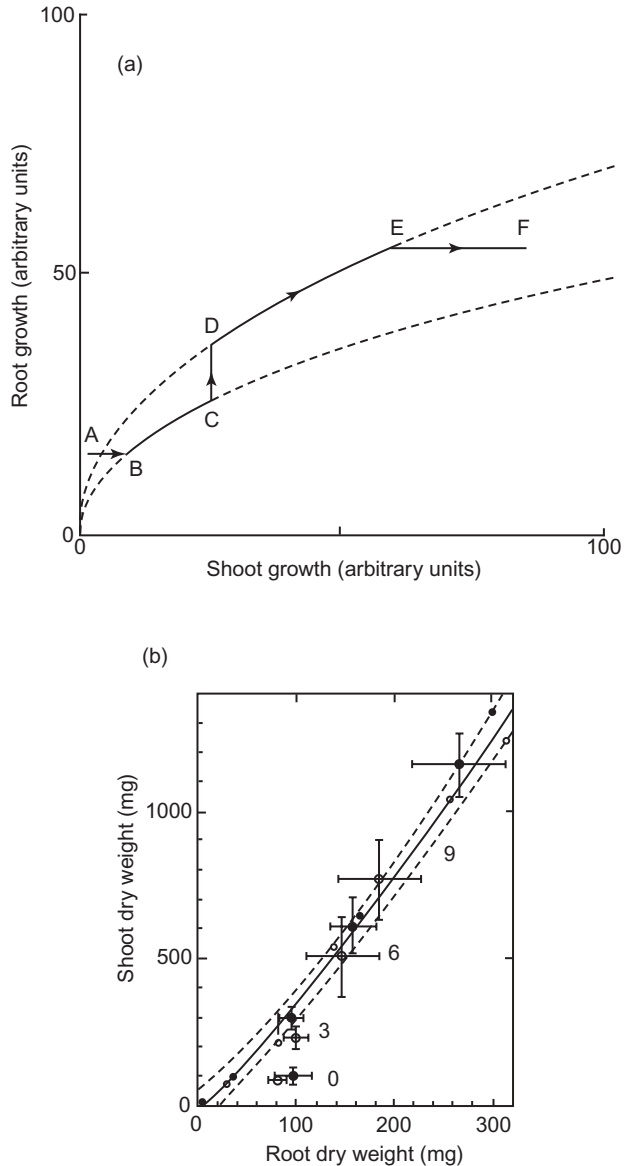 100
(a)
Root growth (arbitrary units)
E
F
50
D
C
A
B
0
0
100
Shoot growth (arbitrary units)
(b)
1000
9
Shoot dry weight (mg)
6
500
3
0
0
0
100
200
300
Root dry weight (mg)